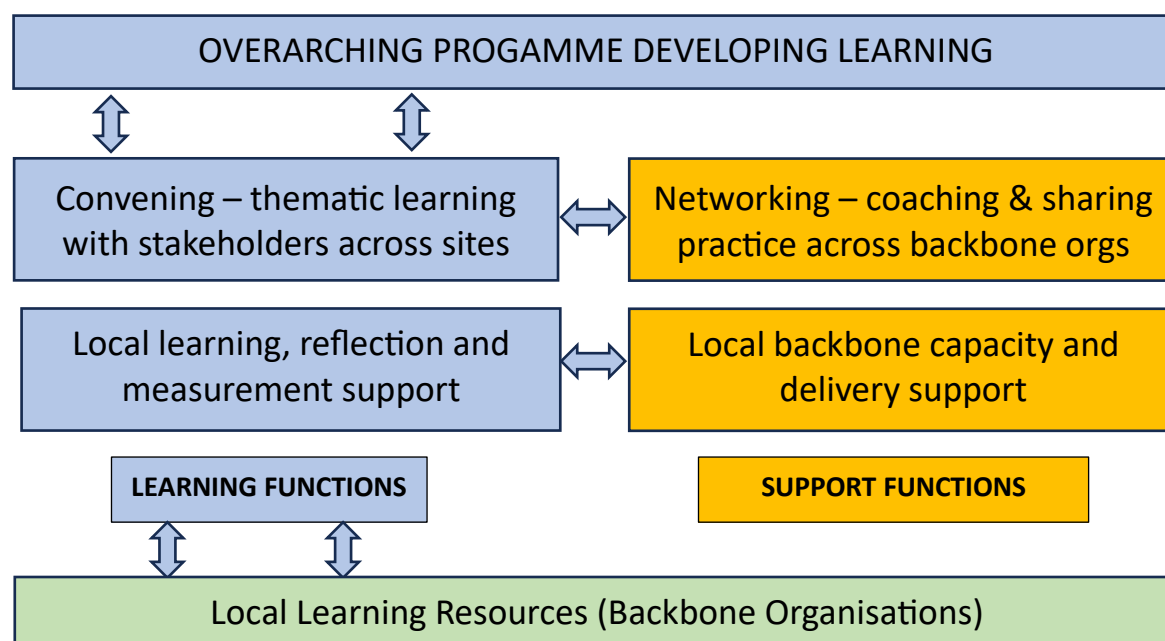 OVERARCHING PROGAMME DEVELOPING LEARNING
Convening – thematic learning
with stakeholders across sites
Networking – coaching & sharing
practice across backbone orgs
Local learning, reflection and
measurement support
Local backbone capacity and
delivery support
LEARNING FUNCTIONS
SUPPORT FUNCTIONS
Local Learning Resources (Backbone Organisations)